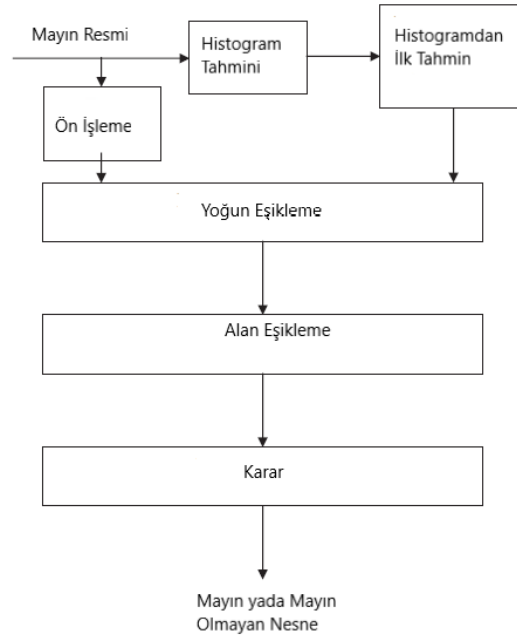 Mayın Resmi
Histogram
Tahmini
Histogramdan
İlk Tahmin
Ön İşleme
Yoğun Eşikleme
Alan Eşikleme
Karar
Mayın yada Mayın
Olmayan Nesne